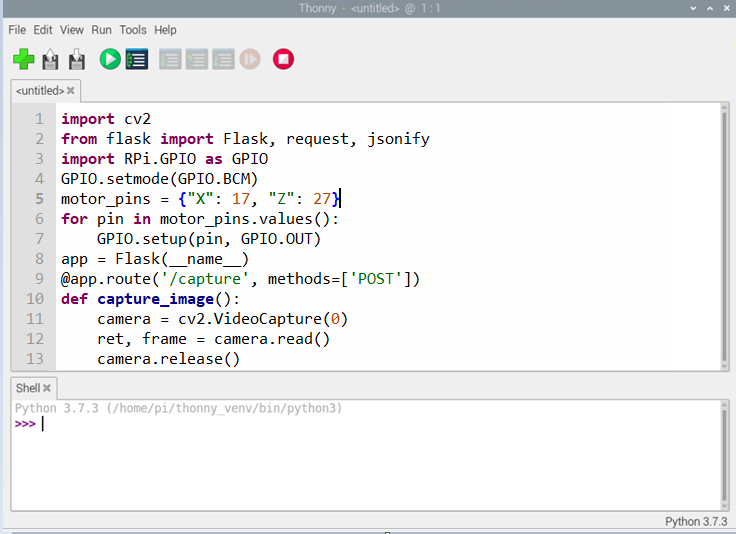 Thonny - <untitled> @ 1 : 1
File Edit View Run Tools Help
<untitled>
1 import cv2
2 from flask import Flask, request, jsonify
3 import RPi.GPIO as GPIO
4 GPIO.setmode(GPIO.BCM)
5 motor_pins = {"X": 17, "Z": 27}
6 for pin in motor_pins.values():
7     GPIO.setup(pin, GPIO.OUT)
8 app = Flask(__name__)
9 @app.route('/capture', methods=['POST'])
10 def capture_image():
11     camera = cv2.VideoCapture(0)
12     ret, frame = camera.read()
13     camera.release()
Shell
Python 3.7.3 (/home/pi/thonny_venv/bin/python3)
>>>
Python 3.7.3